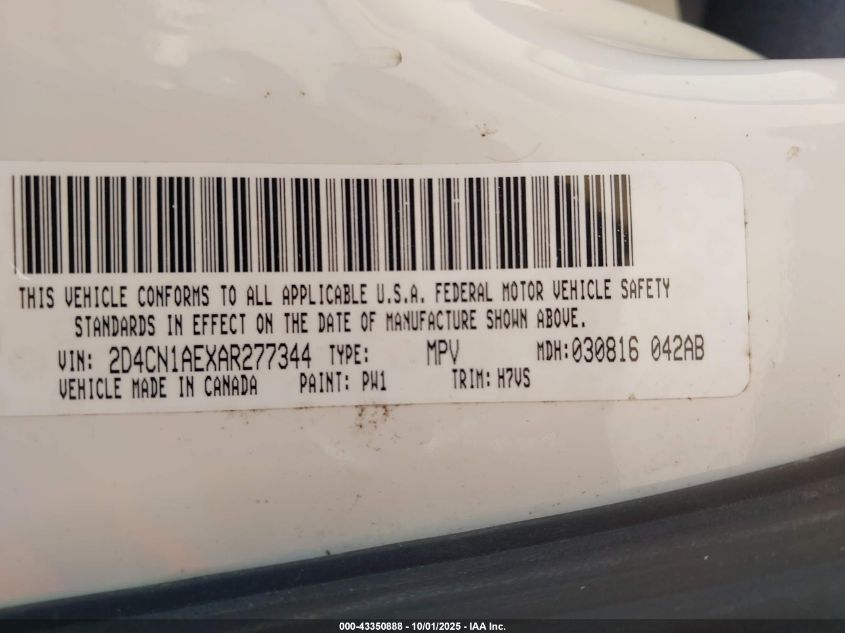 THIS VEHICLE CONFORMS TO ALL APPLICABLE U.S.A. FEDERAL MOTOR VEHICLE SAFETY
STANDARDS IN EFFECT ON THE DATE OF MANUFACTURE SHOWN ABOVE.
VIN: 2D4CN1AEXAR277344 TYPE: MPV MDH:030816 042AB
VEHICLE MADE IN CANADA PAINT: PW1 TRIM: H7VS
000-43350888 - 10/01/2025 - IAA Inc.